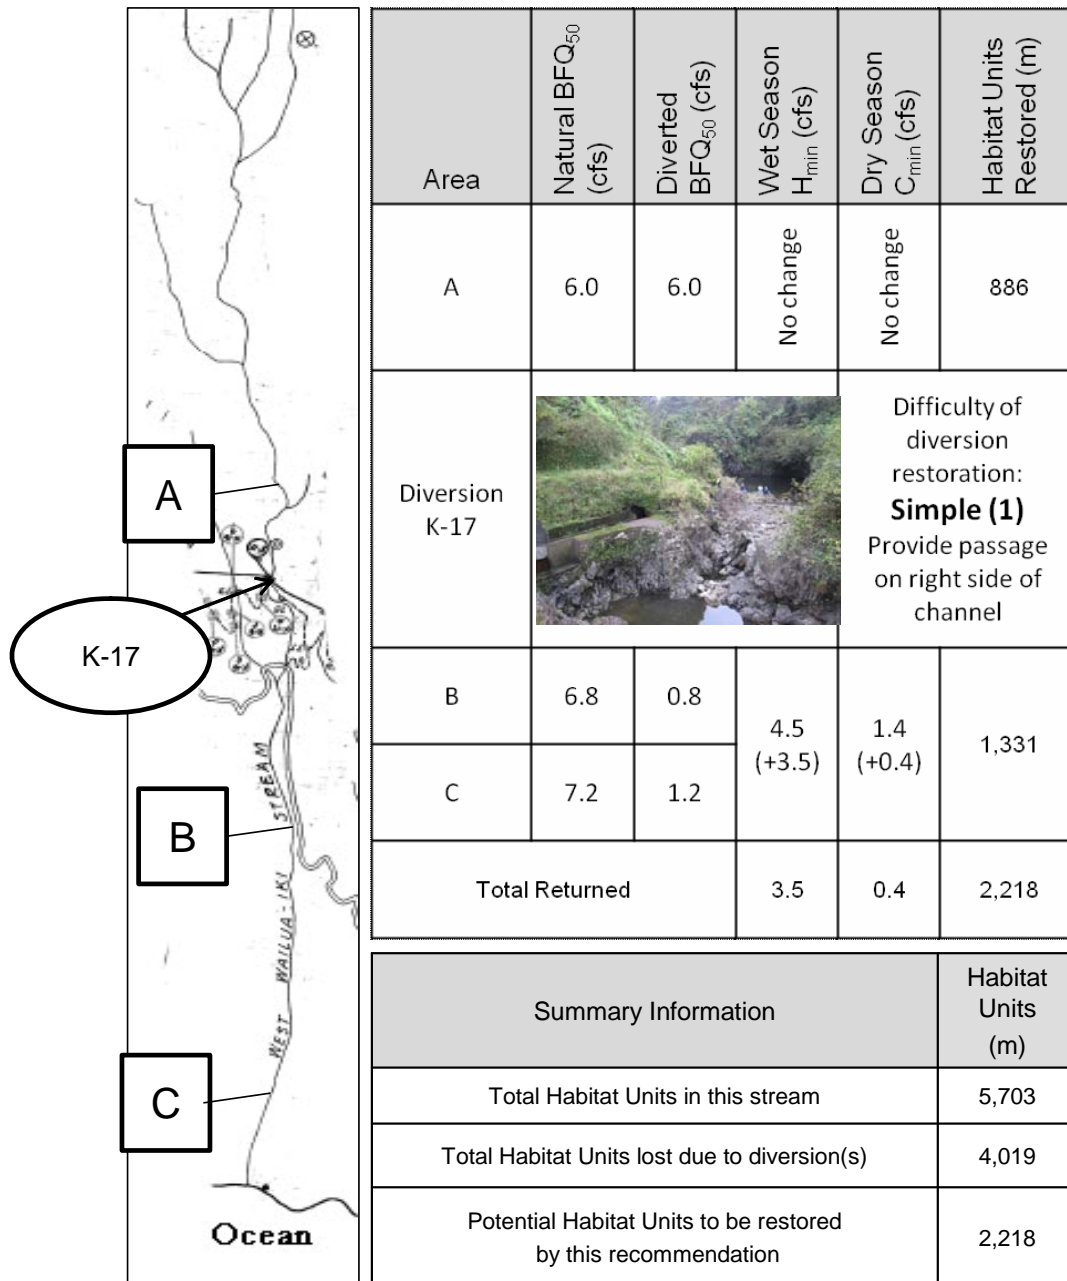 A
K-17
B
C
WEST WAILUA-IKI STREAM
Ocean
Area
Natural BFQ50
(cfs)
Diverted
BFQ50 (cfs)
Wet Season
Hmin (cfs)
Dry Season
Cmin (cfs)
Habitat Units
Restored (m)
A
6.0
6.0
No change
No change
886
Diversion
K-17
Difficulty of
diversion
restoration:
Simple (1)
Provide passage
on right side of
channel
B
6.8
0.8
4.5
(+3.5)
1.4
(+0.4)
1,331
C
7.2
1.2
Total Returned
3.5
0.4
2,218
Summary Information
Habitat
Units
(m)
Total Habitat Units in this stream
5,703
Total Habitat Units lost due to diversion(s)
4,019
Potential Habitat Units to be restored
by this recommendation
2,218